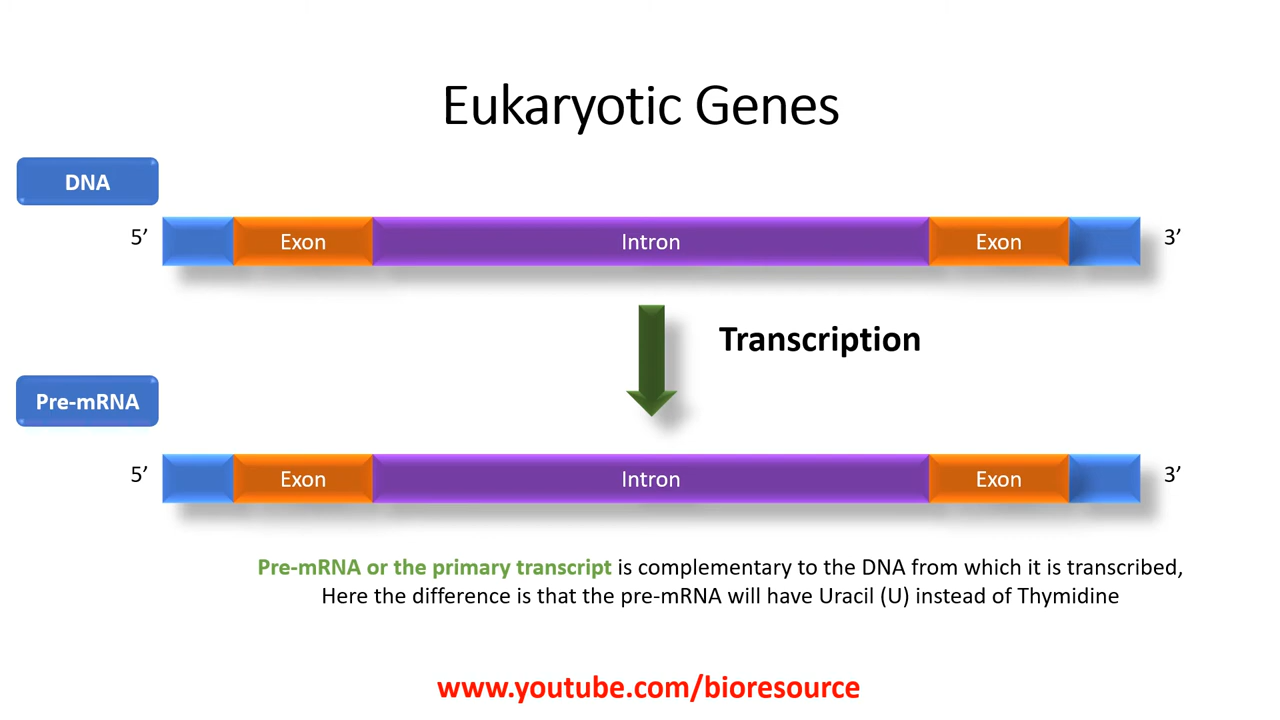 Eukaryotic Genes
DNA
5’ Exon Intron Exon 3’
Transcription
Pre-mRNA
5’ Exon Intron Exon 3’
Pre-mRNA or the primary transcript is complementary to the DNA from which it is transcribed,
Here the difference is that the pre-mRNA will have Uracil (U) instead of Thymidine
www.youtube.com/bioresource